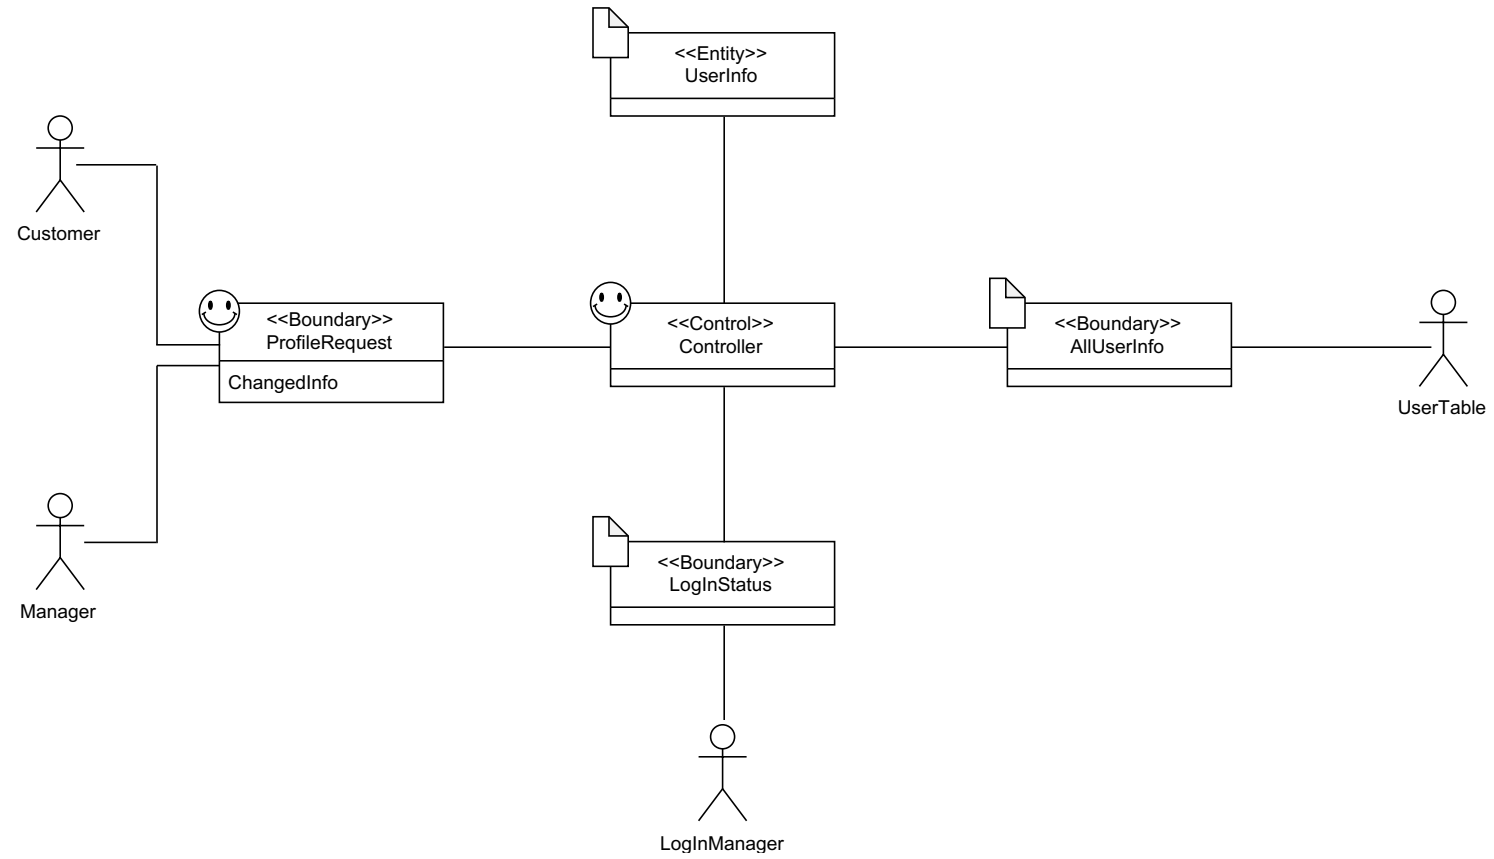 <<Entity>>
UserInfo
Customer
<<Boundary>>
ProfileRequest
ChangedInfo
<<Control>>
Controller
<<Boundary>>
AllUserInfo
UserTable
Manager
<<Boundary>>
LogInStatus
LogInManager